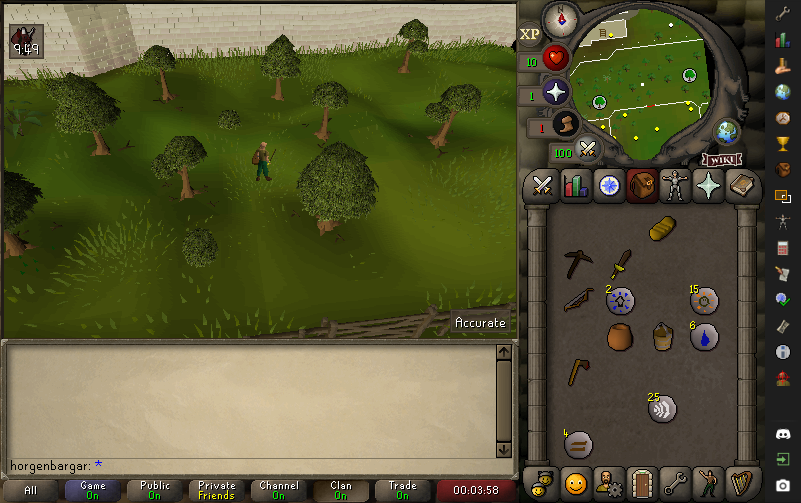 9:49
XP
10
1
1
100
WIKI
Accurate
2
15
6
25
4
horgenbargar: *
All
Game
On
Public
On
Private
Friends
Channel
On
Clan
On
Trade
On
00:03:58